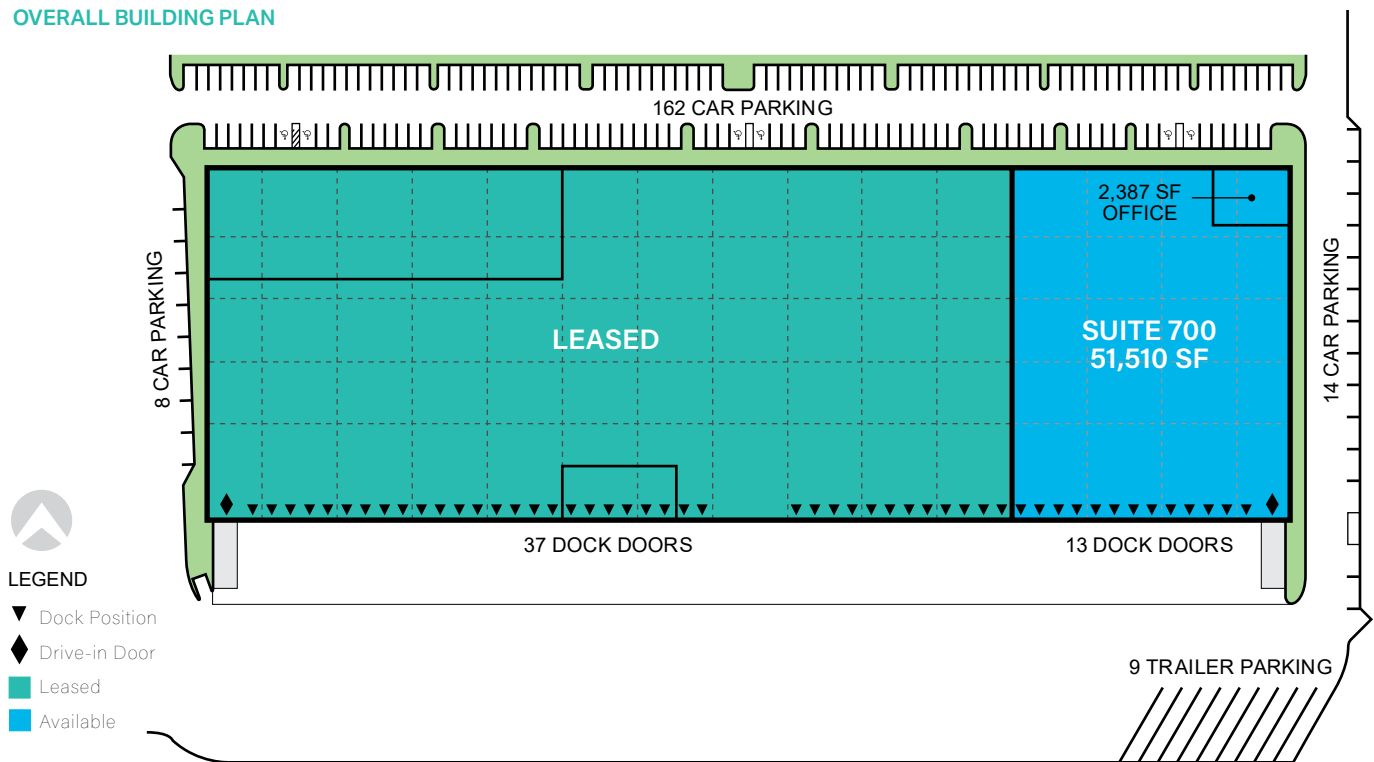 OVERALL BUILDING PLAN
162 CAR PARKING
2,387 SF
OFFICE
8 CAR PARKING
LEASED
SUITE 700
51,510 SF
14 CAR PARKING
37 DOCK DOORS
13 DOCK DOORS
LEGEND
Dock Position
Drive-in Door
Leased
Available
9 TRAILER PARKING